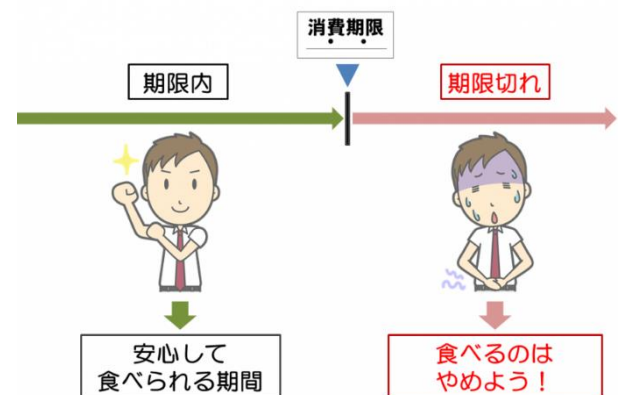 消費期限
期限内
期限切れ
安心して
食べられる期間
食べるのは
やめよう！